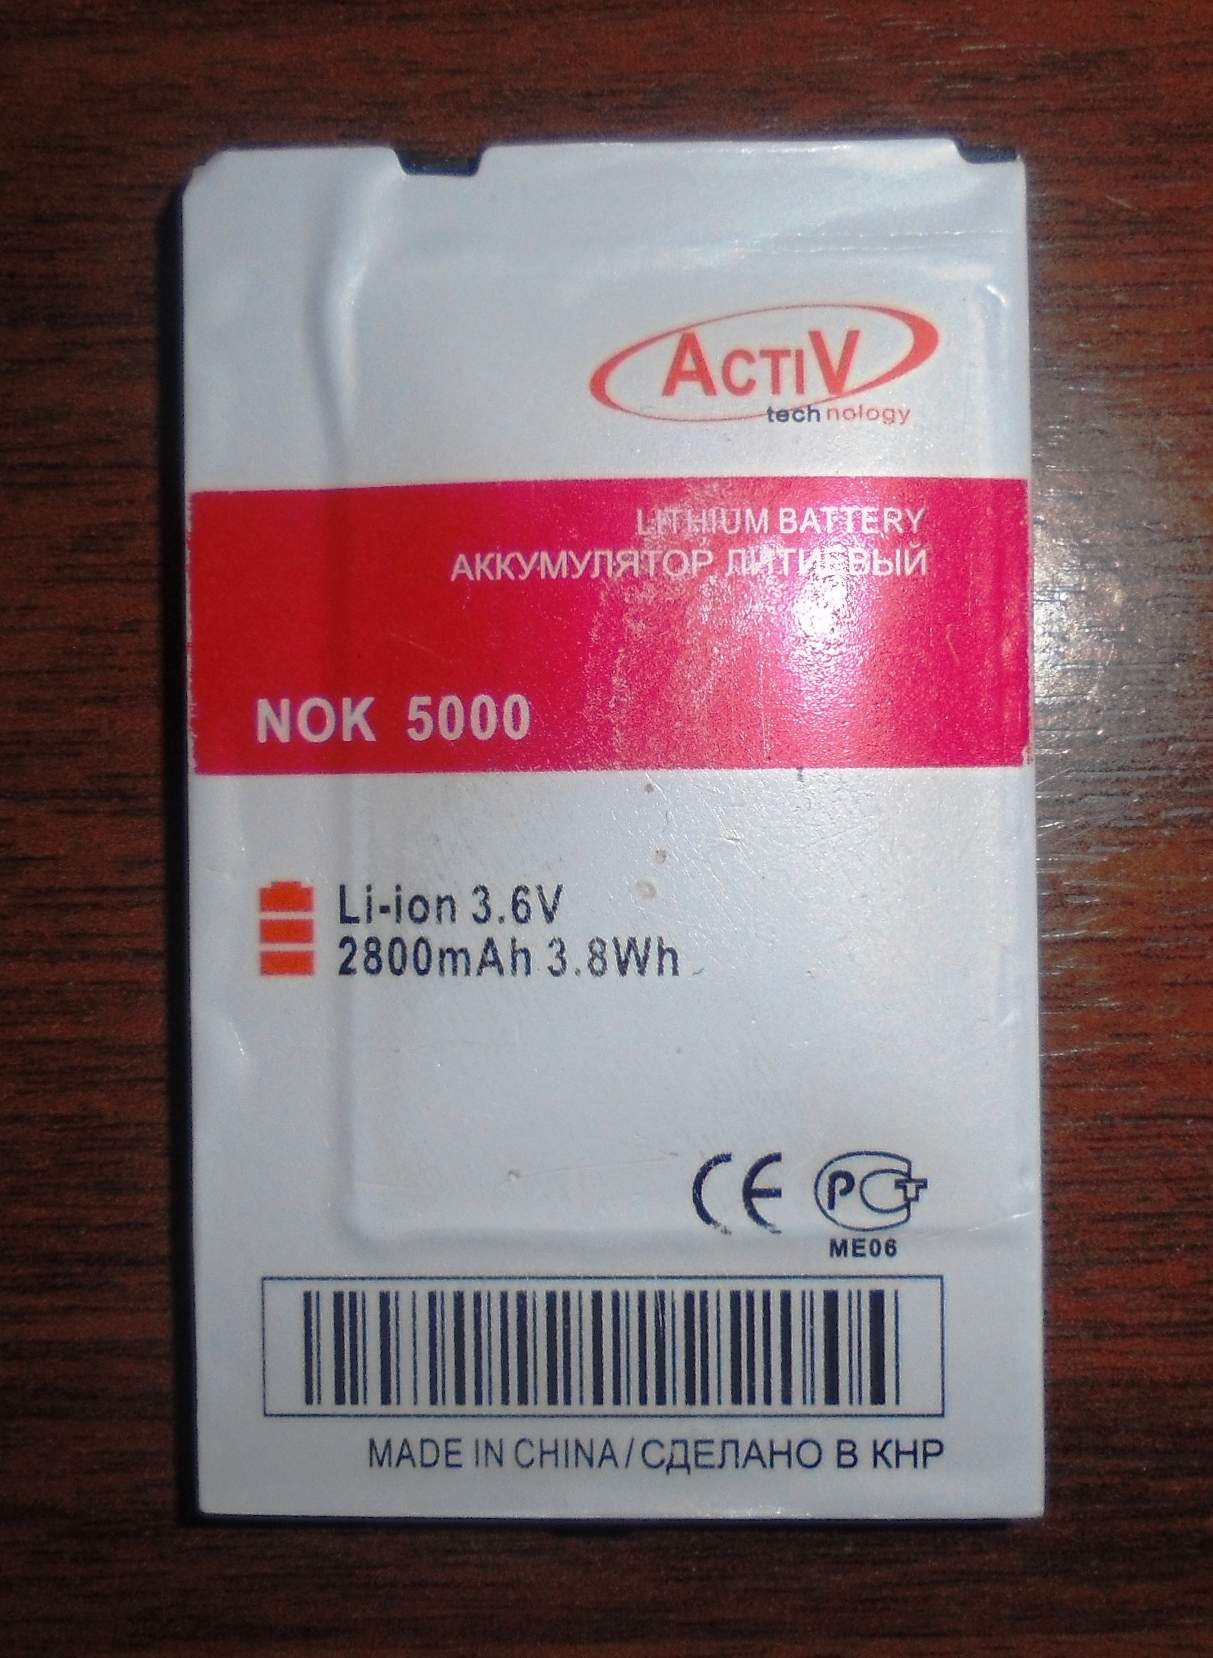 ACTIV
technology
LITHIUM BATTERY
АККУМУЛЯТОР ЛИТИЕВЫЙ
NOK 5000
Li-ion 3.6V
2800mAh 3.8Wh
CE РСТ
ME06
MADE IN CHINA/СДЕЛАНО В КНР